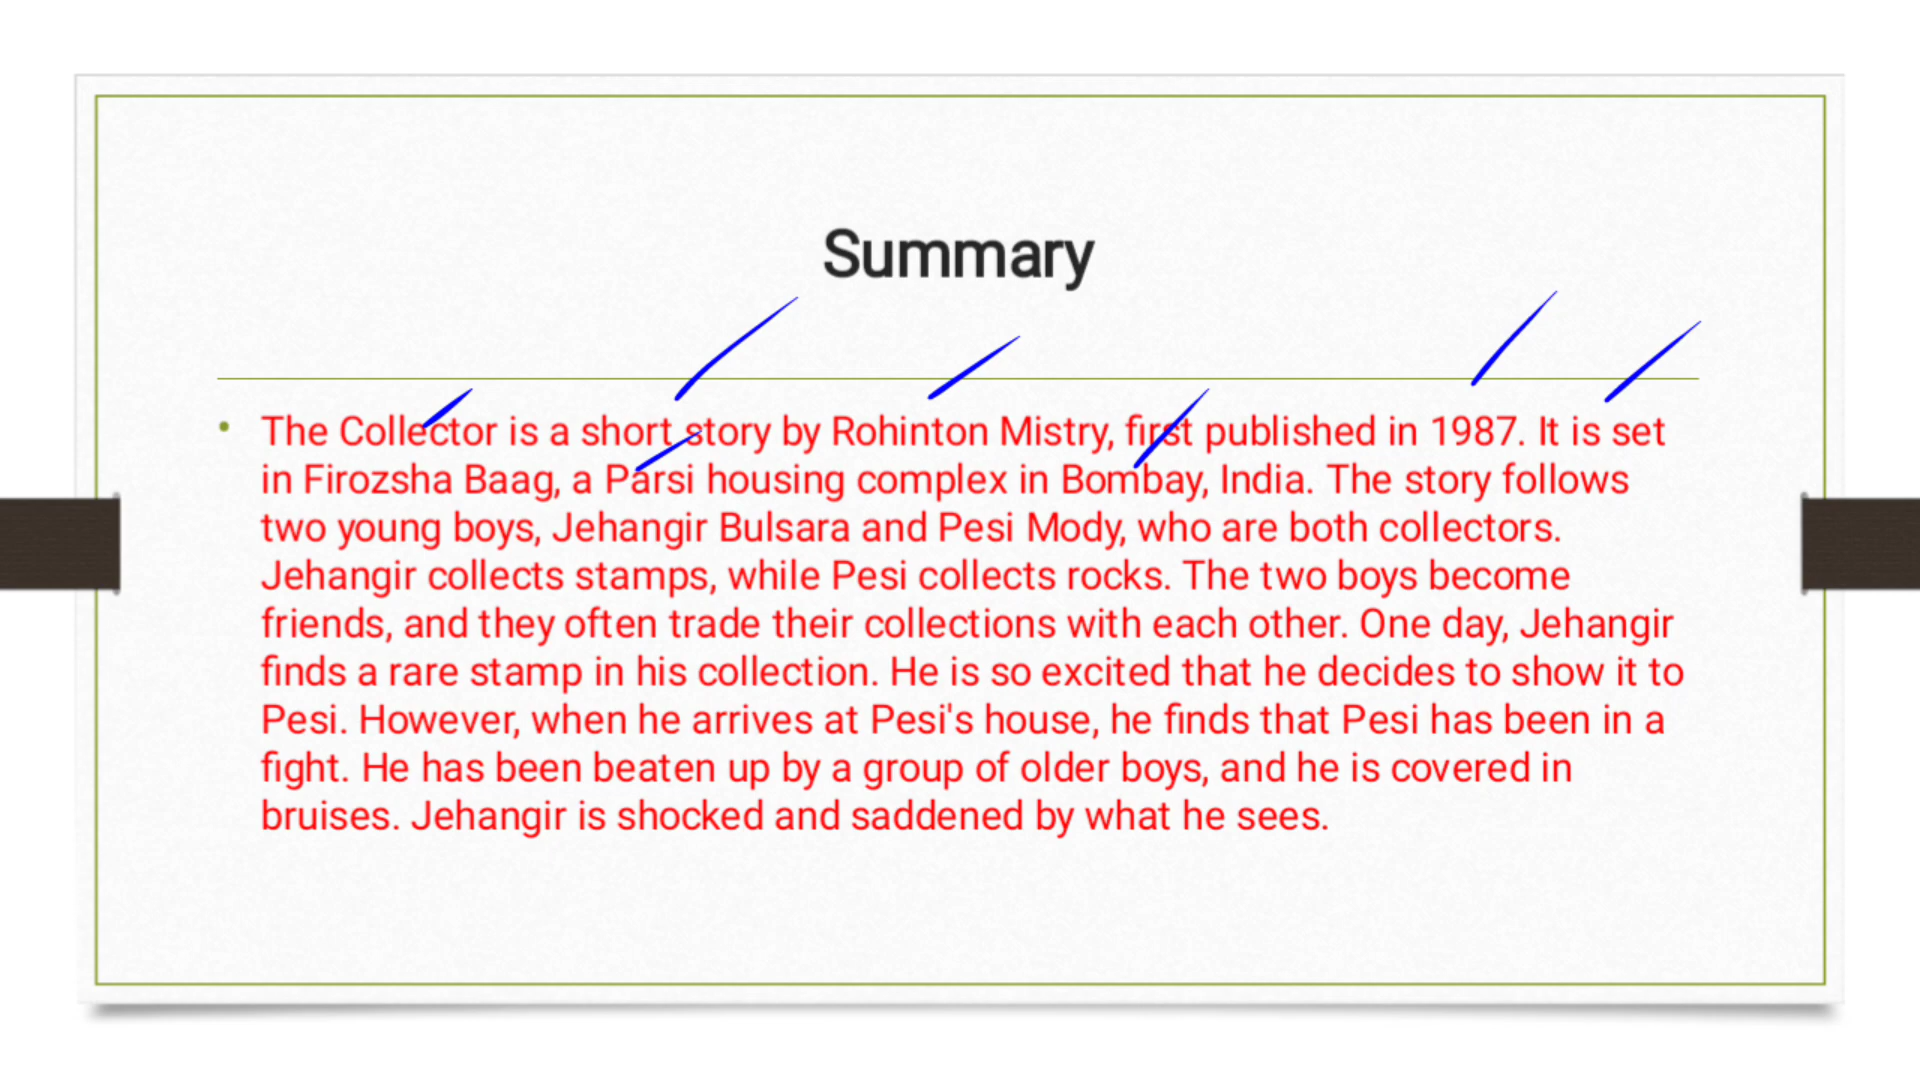 Summary
• The Collector is a short story by Rohinton Mistry, first published in 1987. It is set
in Firozsha Baag, a Parsi housing complex in Bombay, India. The story follows
two young boys, Jehangir Bulsara and Pesi Mody, who are both collectors.
Jehangir collects stamps, while Pesi collects rocks. The two boys become
friends, and they often trade their collections with each other. One day, Jehangir
finds a rare stamp in his collection. He is so excited that he decides to show it to
Pesi. However, when he arrives at Pesi's house, he finds that Pesi has been in a
fight. He has been beaten up by a group of older boys, and he is covered in
bruises. Jehangir is shocked and saddened by what he sees.